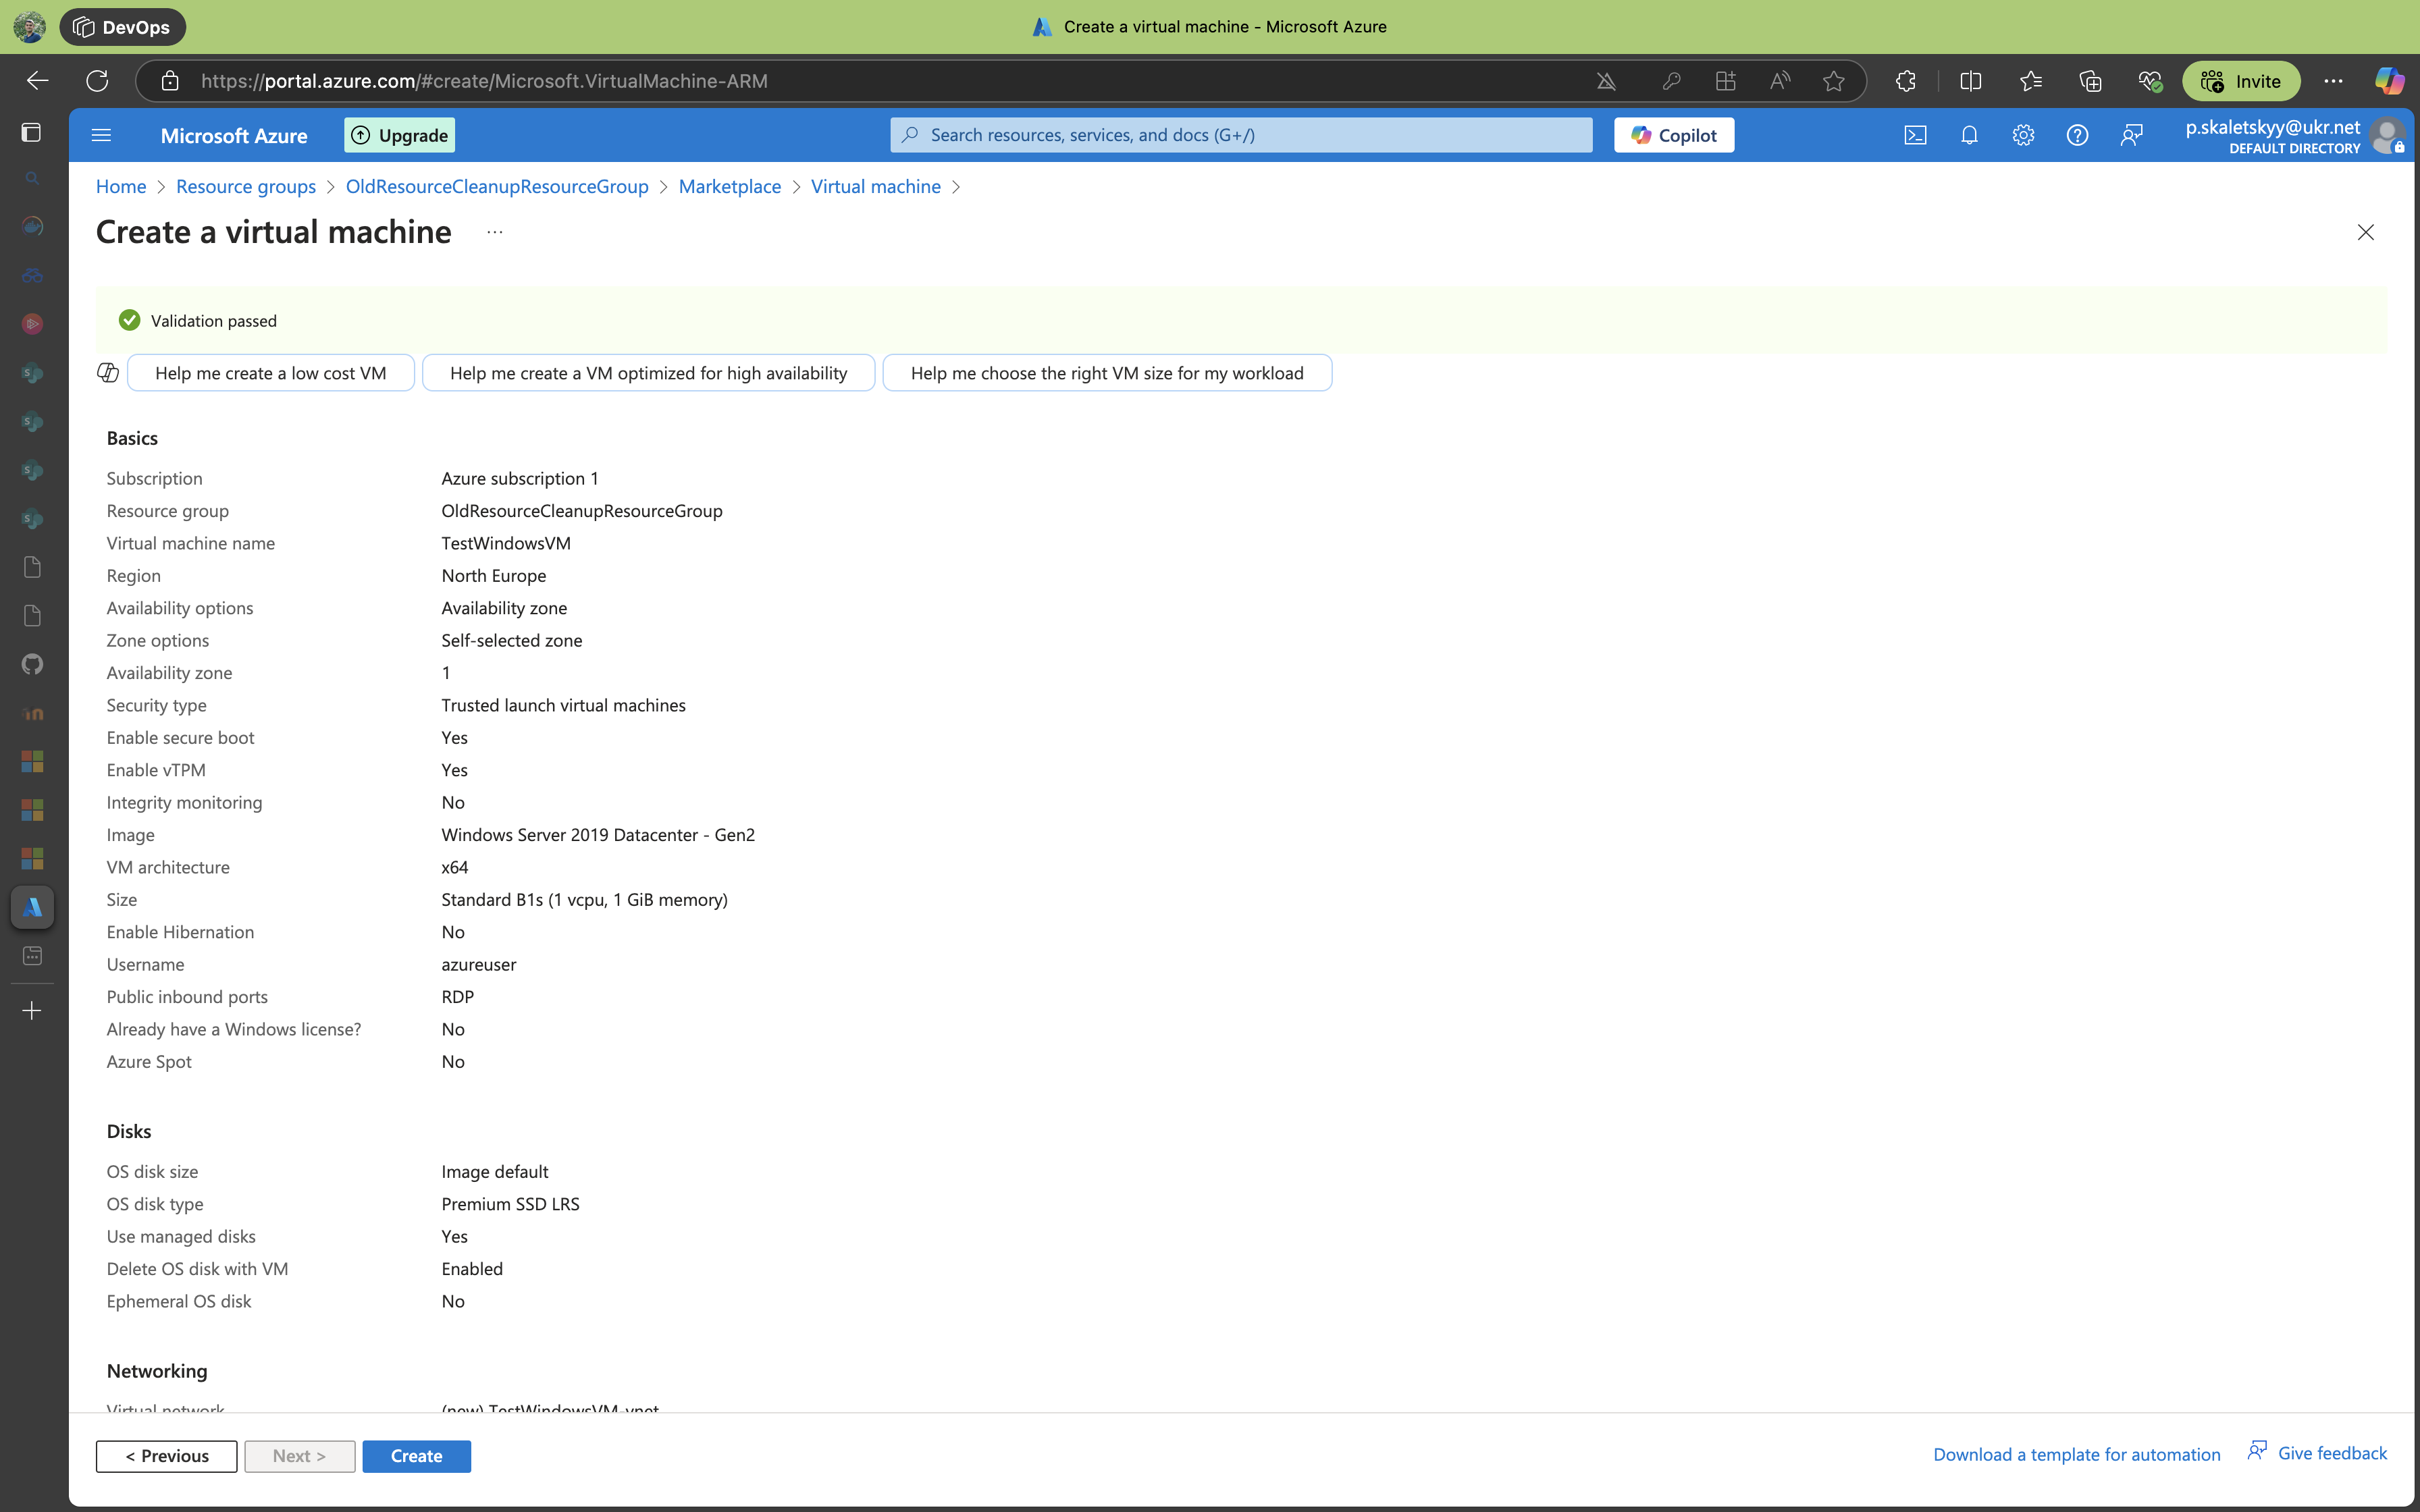 DevOps
Create a virtual machine - Microsoft Azure
https://portal.azure.com/#create/Microsoft.VirtualMachine-ARM
Invite
Microsoft Azure
Upgrade
Search resources, services, and docs (G+/)
Copilot
p.skaletskyy@ukr.net
DEFAULT DIRECTORY
Home > Resource groups > OldResourceCleanupResourceGroup > Marketplace > Virtual machine >
Create a virtual machine ...
Validation passed
Help me create a low cost VM
Help me create a VM optimized for high availability
Help me choose the right VM size for my workload
Basics
Subscription Azure subscription 1
Resource group OldResourceCleanupResourceGroup
Virtual machine name TestWindowsVM
Region North Europe
Availability options Availability zone
Zone options Self-selected zone
Availability zone 1
Security type Trusted launch virtual machines
Enable secure boot Yes
Enable vTPM Yes
Integrity monitoring No
Image Windows Server 2019 Datacenter - Gen2
VM architecture x64
Size Standard B1s (1 vcpu, 1 GiB memory)
Enable Hibernation No
Username azureuser
Public inbound ports RDP
Already have a Windows license? No
Azure Spot No
Disks
OS disk size Image default
OS disk type Premium SSD LRS
Use managed disks Yes
Delete OS disk with VM Enabled
Ephemeral OS disk No
Networking
Virtual network (new) TestWindowsVM-vnet
< Previous
Next >
Create
Download a template for automation
Give feedback